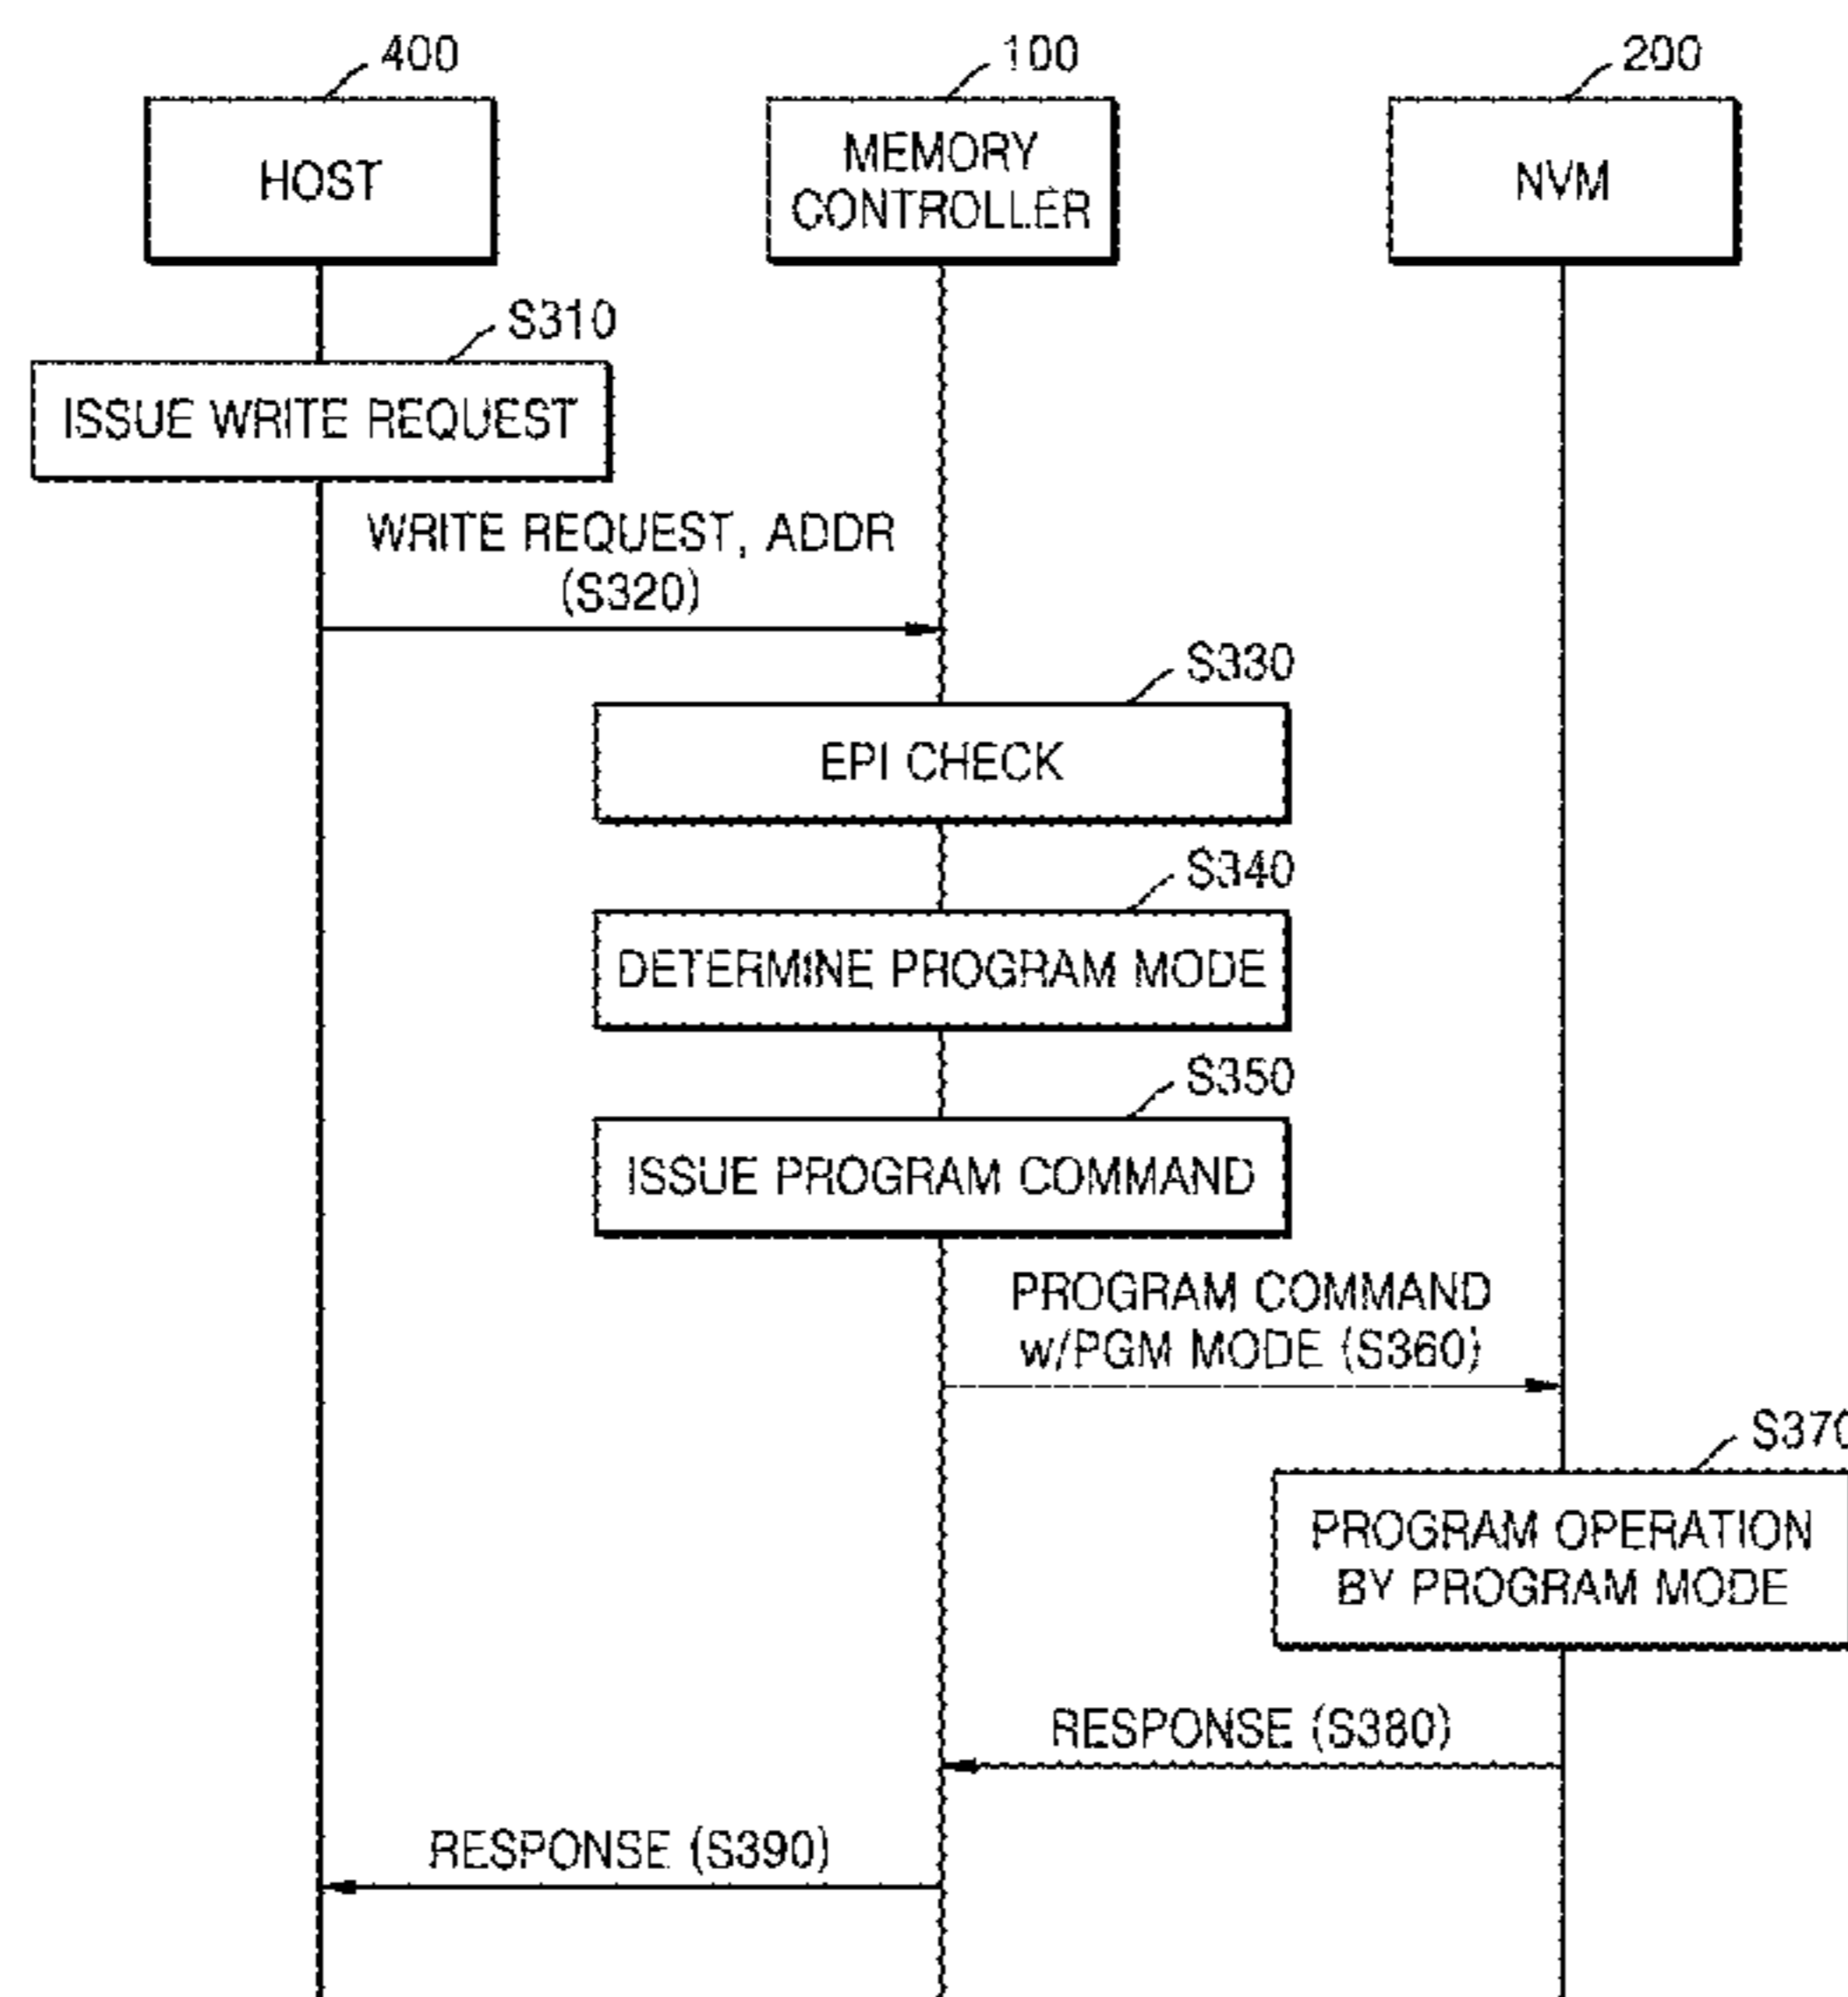 400
100
200
HOST
MEMORY
CONTROLLER
NVM
S310
ISSUE WRITE REQUEST
WRITE REQUEST, ADDR
(S320)
S330
EPI CHECK
S340
DETERMINE PROGRAM MODE
S350
ISSUE PROGRAM COMMAND
PROGRAM COMMAND
w/PGM MODE (S360)
S370
PROGRAM OPERATION
BY PROGRAM MODE
RESPONSE (S380)
RESPONSE (S390)